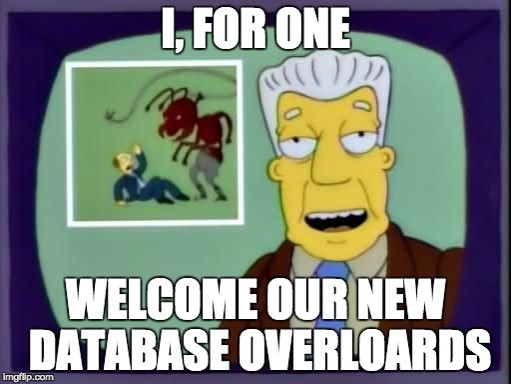 I, FOR ONE
WELCOME OUR NEW
DATABASE OVERLOARDS
imgflip.com